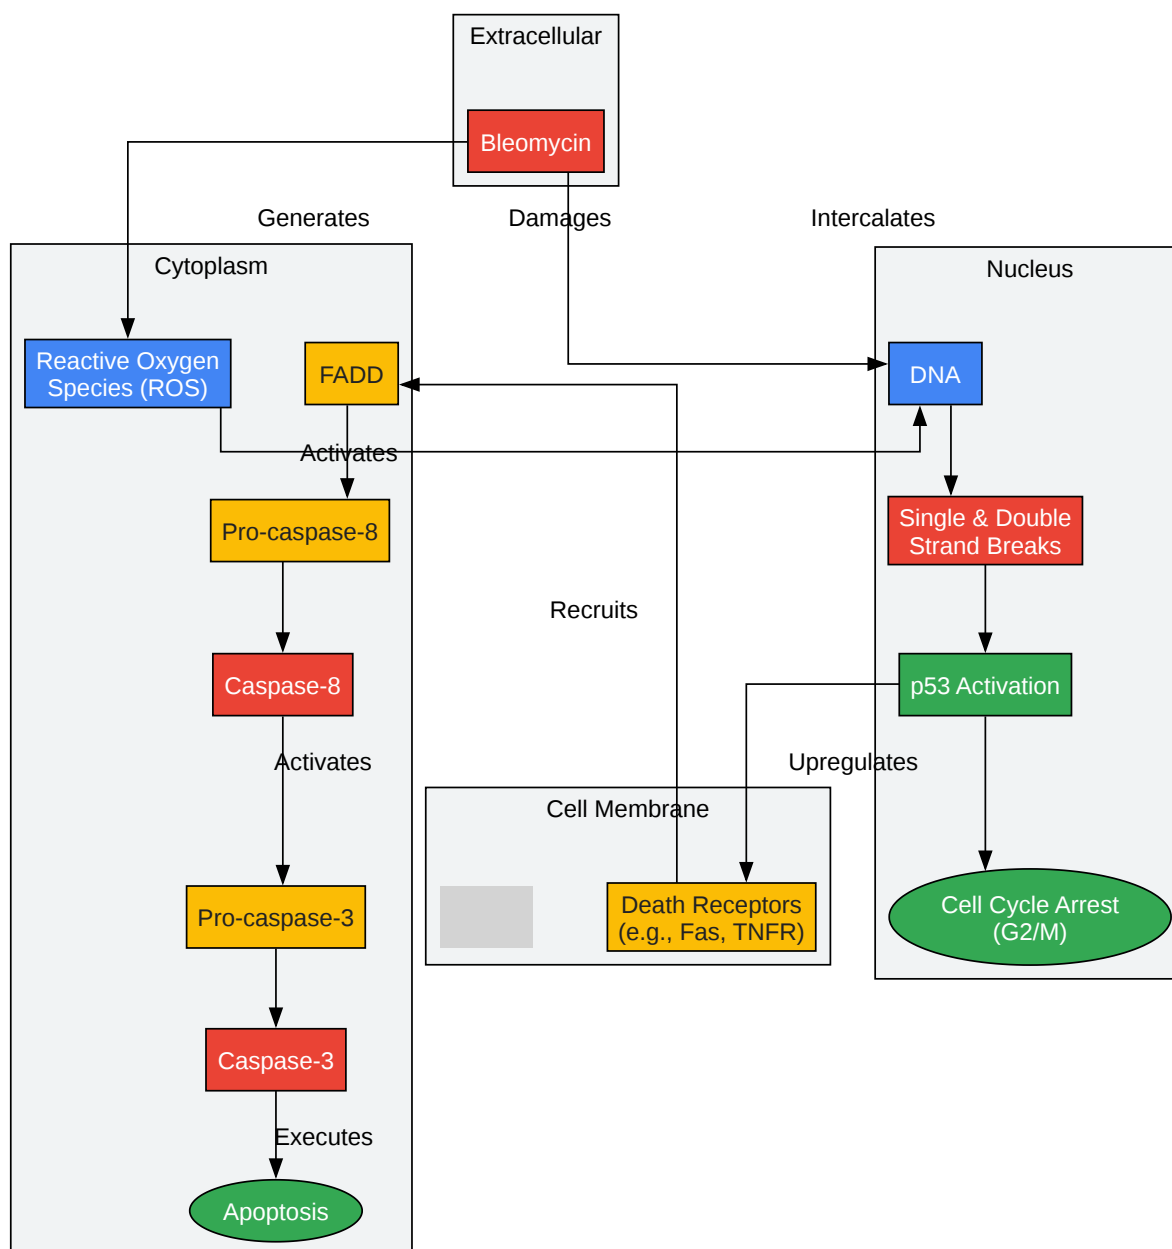 Extracellular
Bleomycin
Generates
Damages
Intercalates
Cytoplasm
Nucleus
Reactive Oxygen
Species (ROS)
FADD
DNA
Activates
Pro-caspase-8
Single & Double
Strand Breaks
Recruits
Caspase-8
p53 Activation
Activates
Upregulates
Cell Membrane
Pro-caspase-3
Death Receptors
(e.g., Fas, TNFR)
Cell Cycle Arrest
(G2/M)
Caspase-3
Executes
Apoptosis